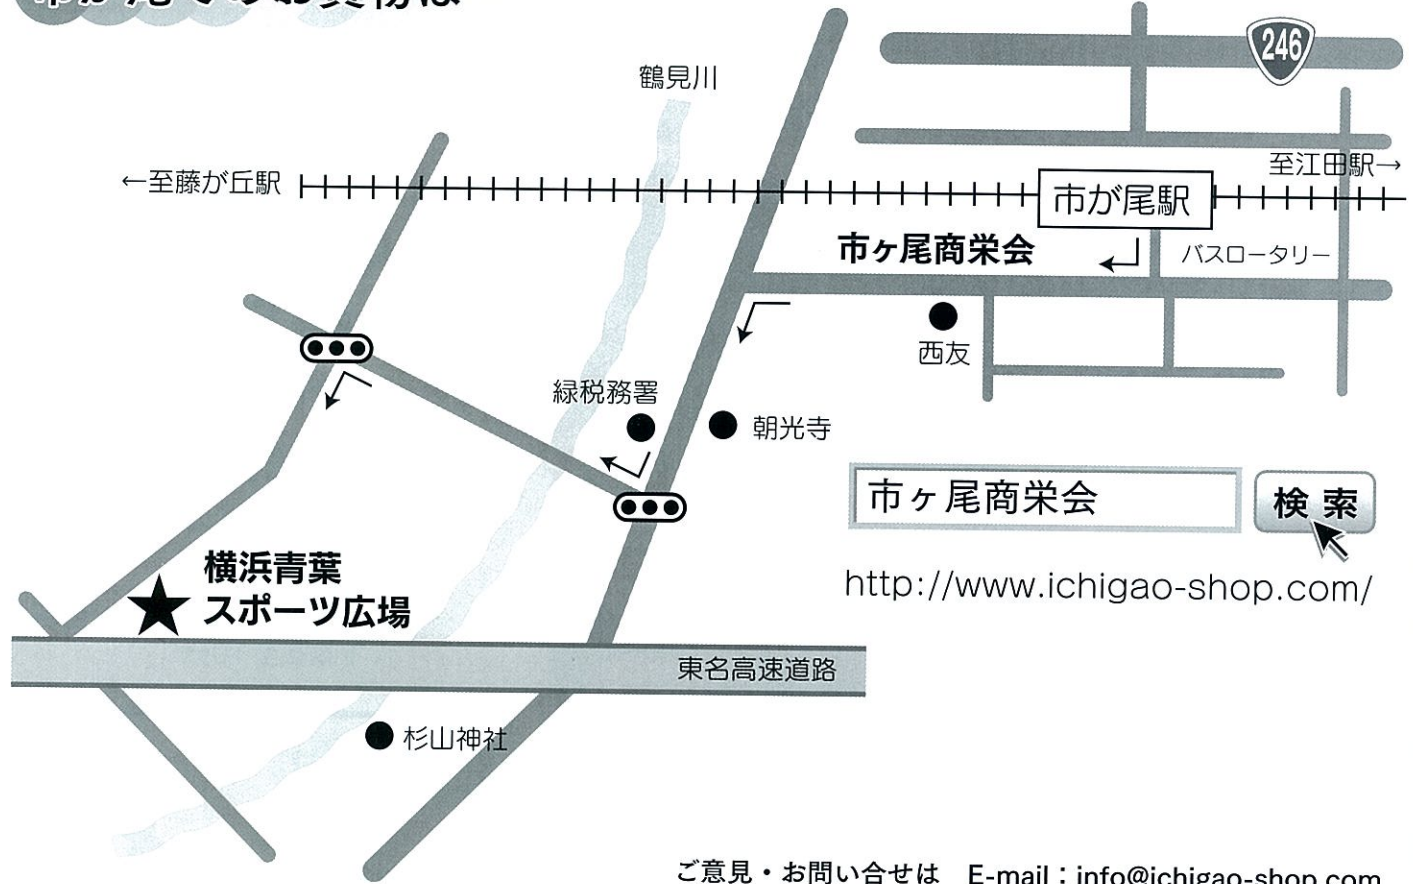 鶴見川
246
←至藤が丘駅
至江田駅→
市が尾駅
市ヶ尾商栄会
バスロータリー
西友
緑税務署
朝光寺
市ヶ尾商栄会
検 索
http://www.ichigao-shop.com/
横浜青葉
スポーツ広場
東名高速道路
杉山神社
ご意見・お問い合せは E-mail:info@ichigao-shop.com